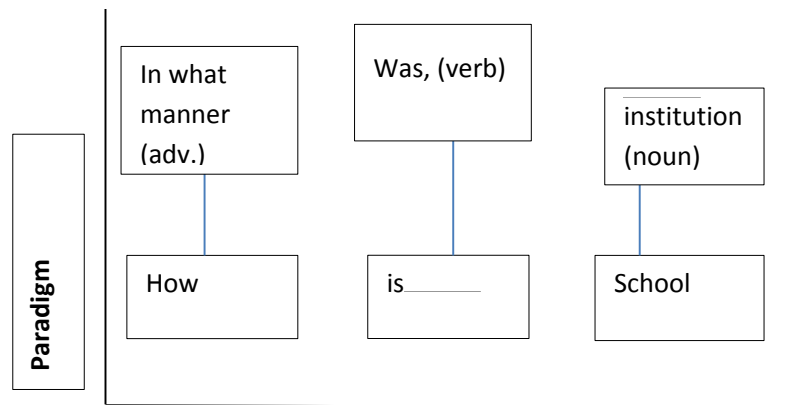 In what
manner
(adv.)
Was, (verb)
institution
(noun)
Paradigm
How
is
School